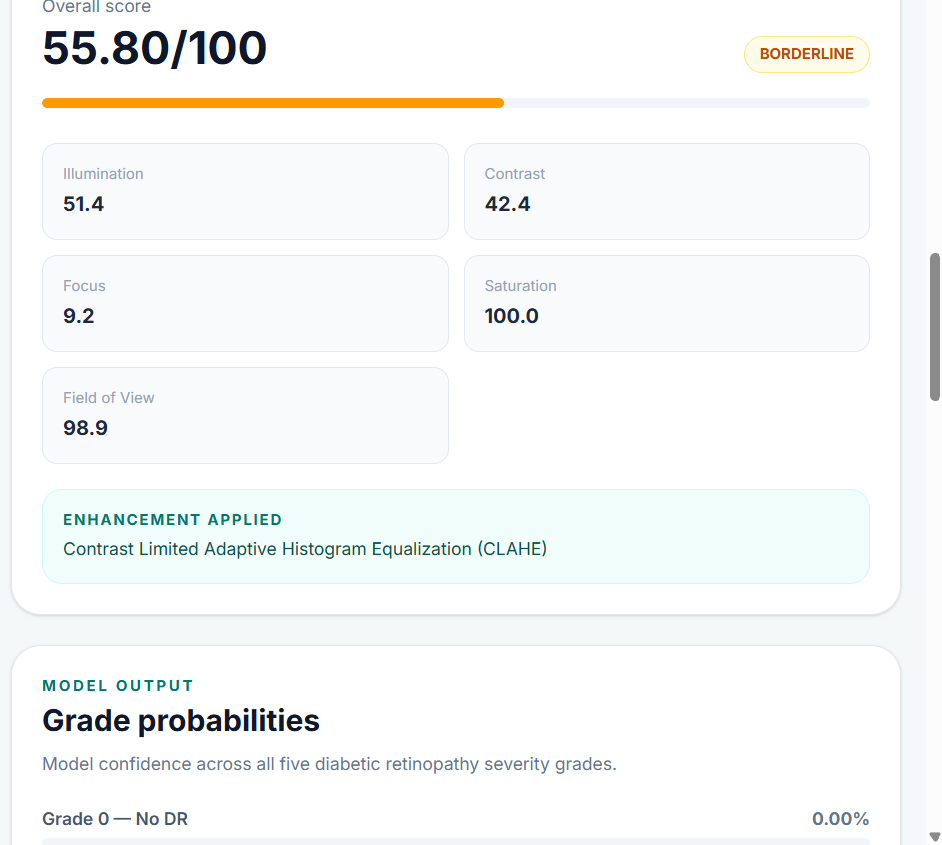 Overall score
55.80/100
BORDERLINE
Illumination
51.4
Contrast
42.4
Focus
9.2
Saturation
100.0
Field of View
98.9
ENHANCEMENT APPLIED
Contrast Limited Adaptive Histogram Equalization (CLAHE)
MODEL OUTPUT
Grade probabilities
Model confidence across all five diabetic retinopathy severity grades.
Grade 0 — No DR
0.00%